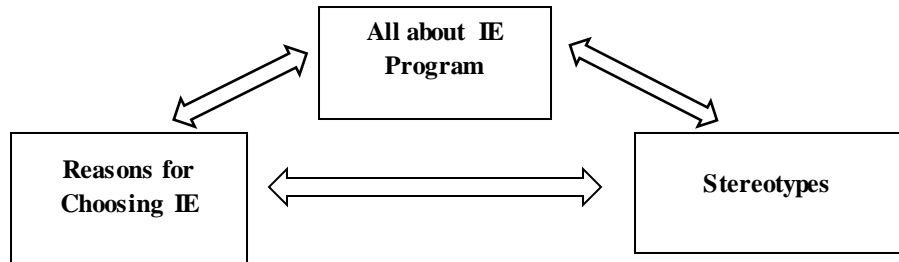 All about IE
Program
Reasons for
Choosing IE
Stereotypes